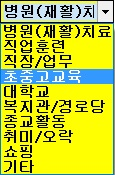 병원(재활)치
병원(재활)치료
직업훈련
직장/업무
초중고교육
대학교
복지관/경로당
종교활동
취미/오락
쇼핑
기타